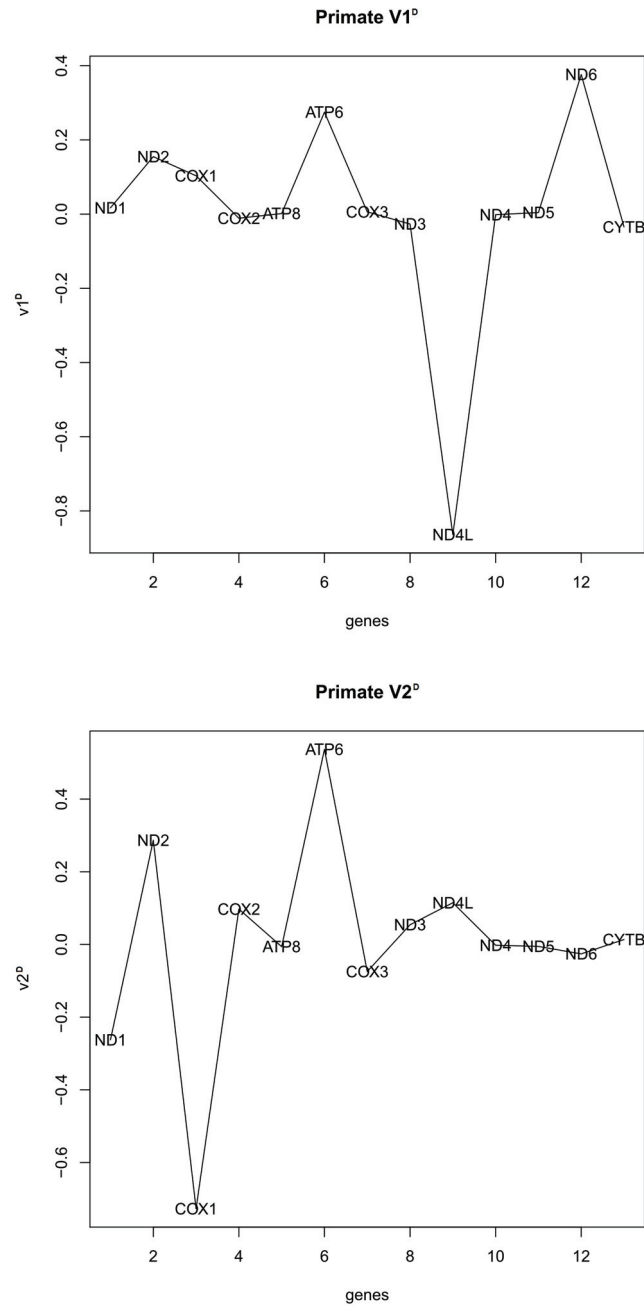 Primate V1ᴰ
0.4
0.2
0.0
−0.2
−0.4
−0.6
−0.8
v1ᴰ
ND1
ND2
COX1
COX2
ATP8
ATP6
COX3
ND3
ND4L
ND4
ND5
ND6
CYTB
2 4 6 8 10 12
genes
Primate V2ᴰ
0.4
0.2
0.0
−0.2
−0.4
−0.6
v2ᴰ
ND1
ND2
COX1
COX2
ATP8
ATP6
COX3
ND3
ND4L
ND4
ND5
ND6
CYTB
2 4 6 8 10 12
genes